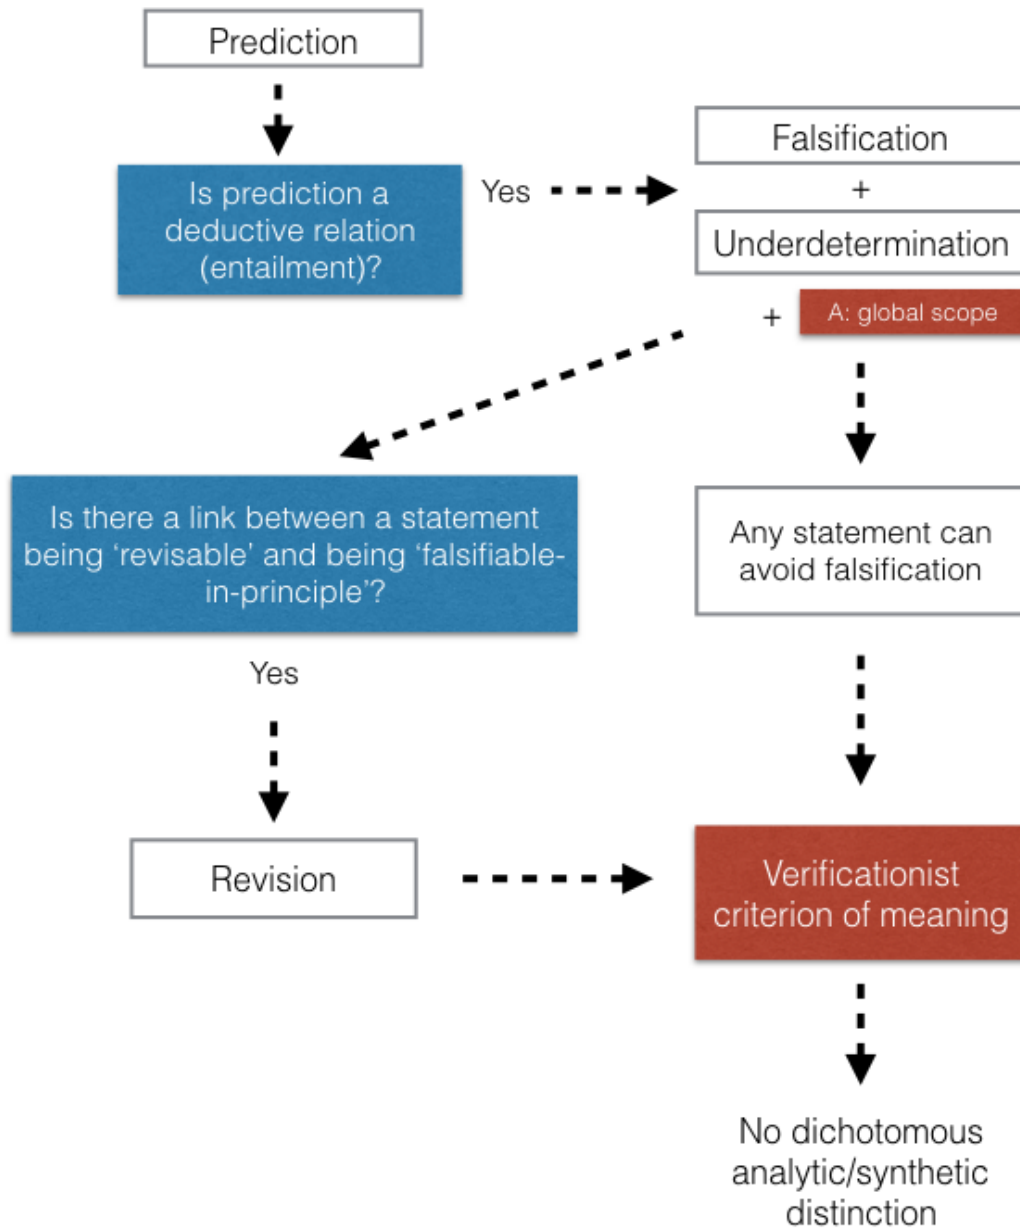 Prediction
Is prediction a
deductive relation
(entailment)?
Yes
Falsification
+
Underdetermination
+
A: global scope
Is there a link between a statement
being ‘revisable’ and being ‘falsifiable-
in-principle’?
Any statement can
avoid falsification
Yes
Revision
Verificationist
criterion of meaning
No dichotomous
analytic/synthetic
distinction